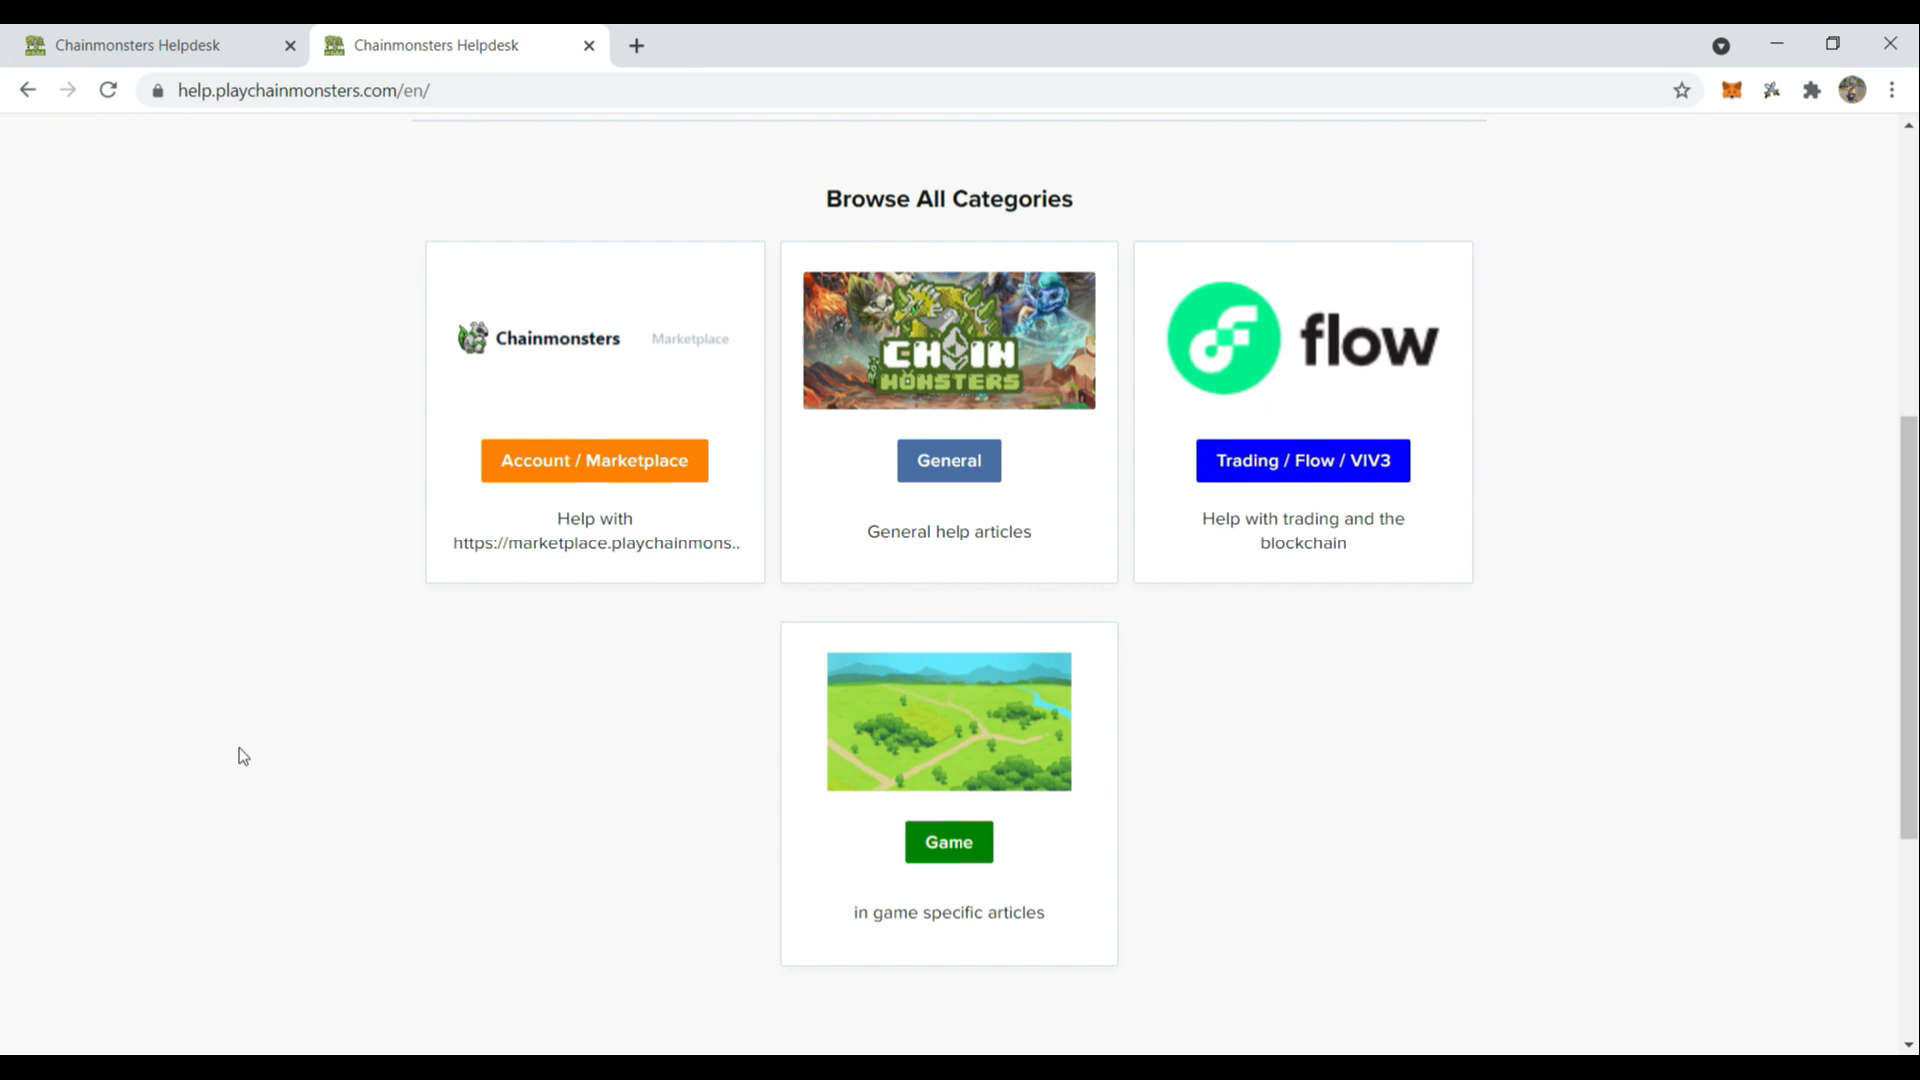 Chainmonsters Helpdesk
Chainmonsters Helpdesk
help.playchainmonsters.com/en/
Browse All Categories
Chainmonsters Marketplace
Account / Marketplace
Help with
https://marketplace.playchainmons..
CHAIN
MONSTERS
General
General help articles
flow
Trading / Flow / VIV3
Help with trading and the
blockchain
Game
in game specific articles